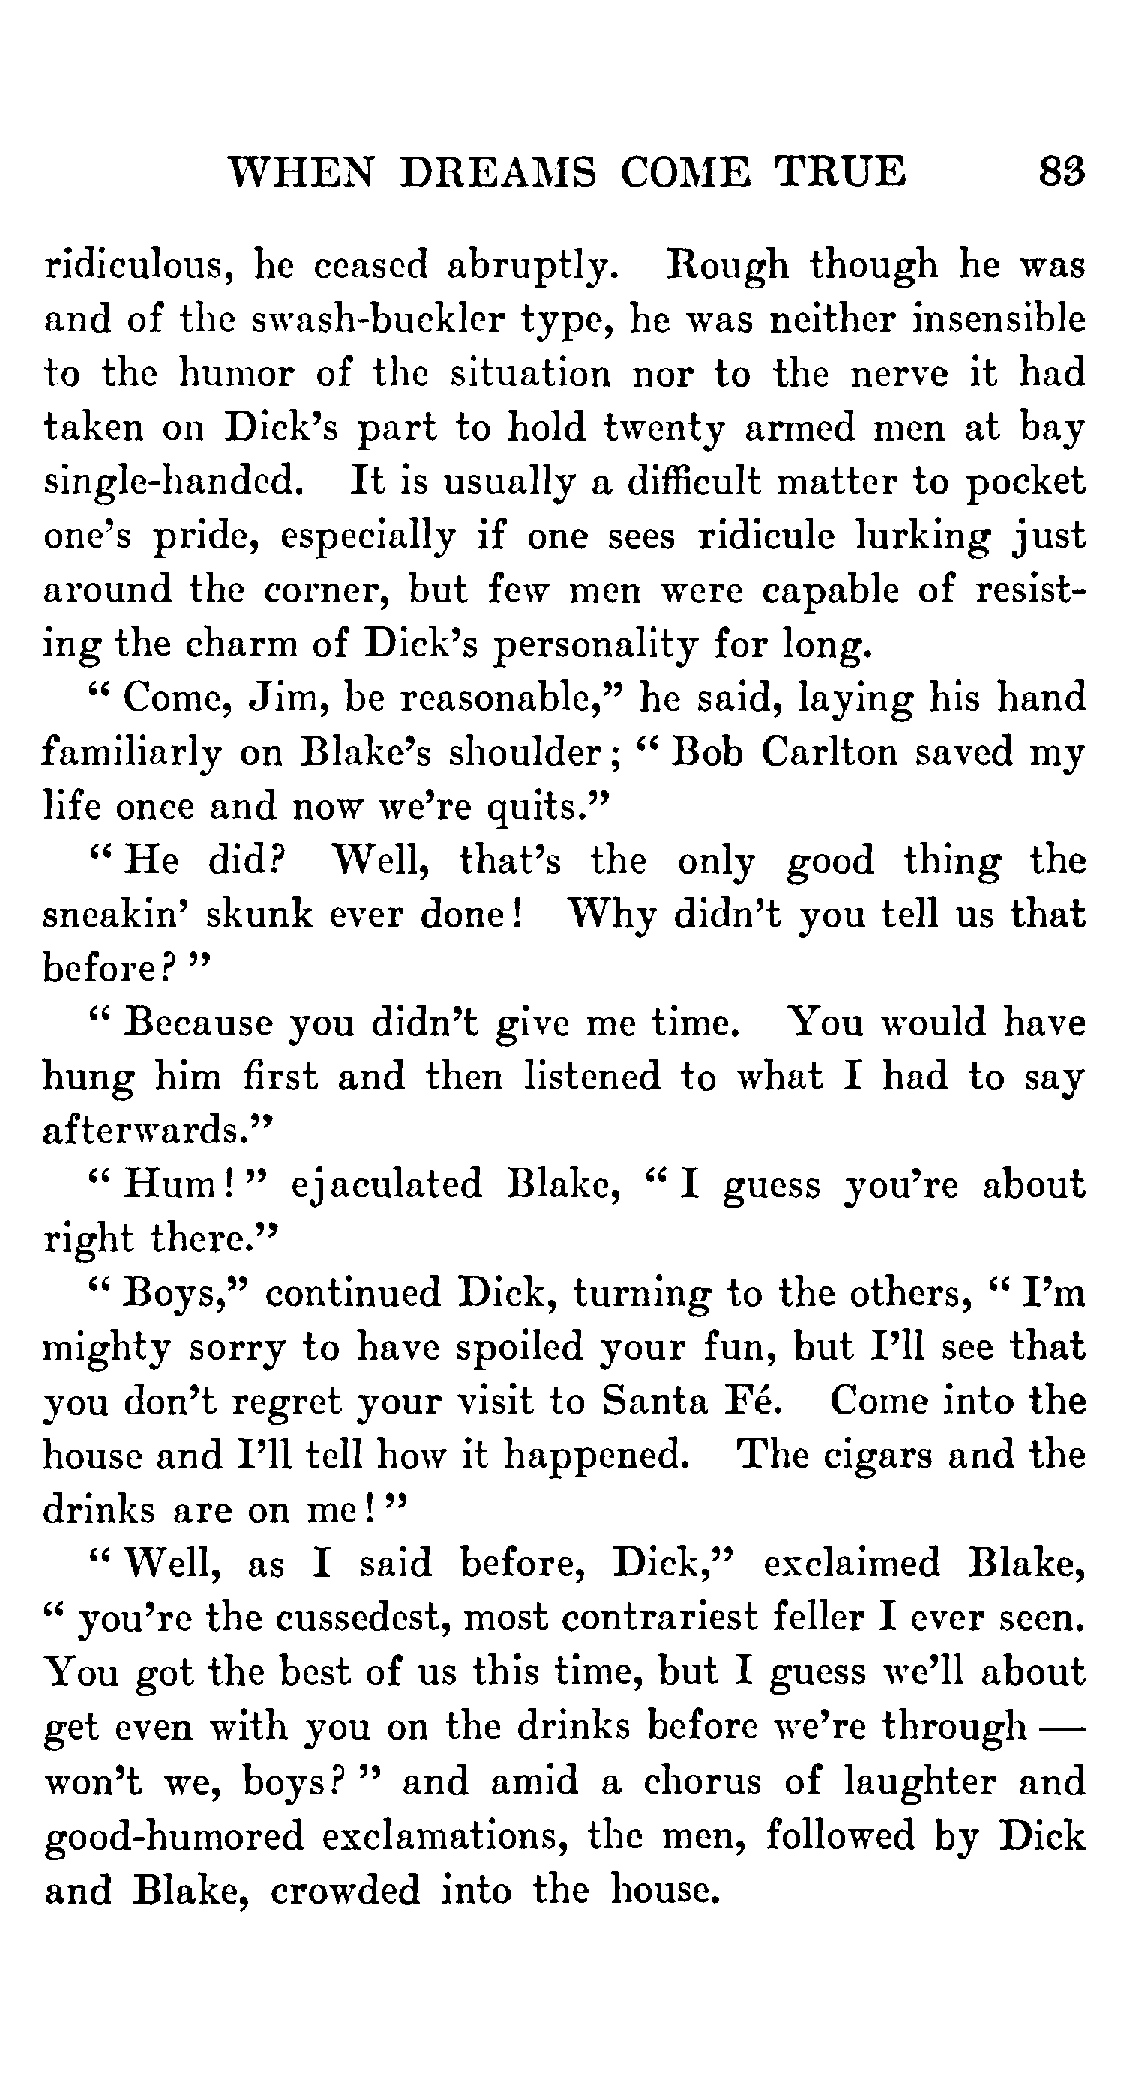 WHEN DREAMS COME TRUE 83
ridiculous, he ceased abruptly. Rough though he was
and of the swash-buckler type, he was neither insensible
to the humor of the situation nor to the nerve it had
taken on Dick's part to hold twenty armed men at bay
single-handed. It is usually a difficult matter to pocket
one's pride, especially if one sees ridicule lurking just
around the corner, but few men were capable of resist-
ing the charm of Dick's personality for long.
“ Come, Jim, be reasonable,” he said, laying his hand
familiarly on Blake's shoulder; “ Bob Carlton saved my
life once and now we're quits.”
“ He did? Well, that's the only good thing the
sneakin' skunk ever done! Why didn't you tell us that
before? ”
“ Because you didn't give me time. You would have
hung him first and then listened to what I had to say
afterwards.”
“ Hum! ” ejaculated Blake, “ I guess you're about
right there.”
“ Boys,” continued Dick, turning to the others, “ I'm
mighty sorry to have spoiled your fun, but I'll see that
you don't regret your visit to Santa Fé. Come into the
house and I'll tell how it happened. The cigars and the
drinks are on me! ”
“ Well, as I said before, Dick,” exclaimed Blake,
“ you're the cussedest, most contrariest feller I ever seen.
You got the best of us this time, but I guess we'll about
get even with you on the drinks before we're through —
won't we, boys? ” and amid a chorus of laughter and
good-humored exclamations, the men, followed by Dick
and Blake, crowded into the house.